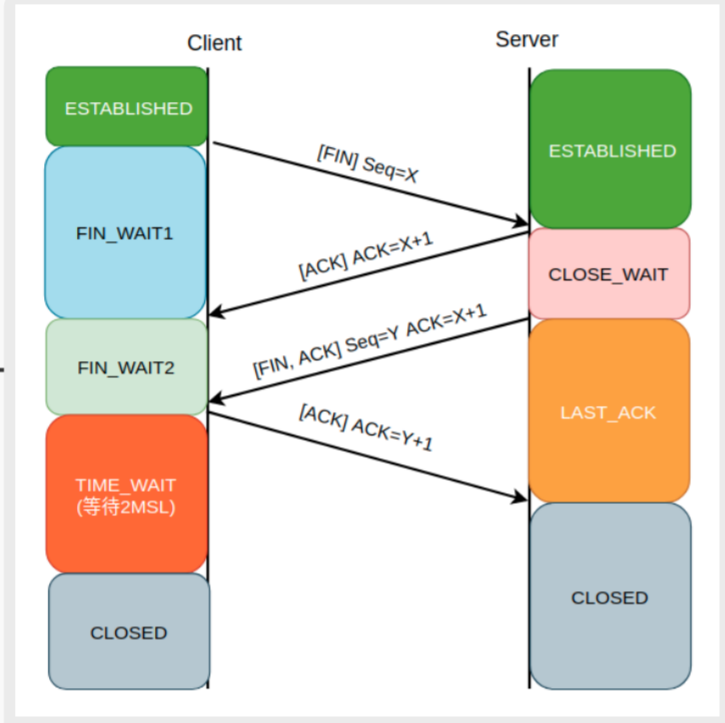 Client
Server
ESTABLISHED
ESTABLISHED
[FIN] Seq=X
FIN_WAIT1
[ACK] ACK=X+1
CLOSE_WAIT
[FIN, ACK] Seq=Y ACK=X+1
FIN_WAIT2
LAST_ACK
[ACK] ACK=Y+1
TIME_WAIT
(等待2MSL)
CLOSED
CLOSED